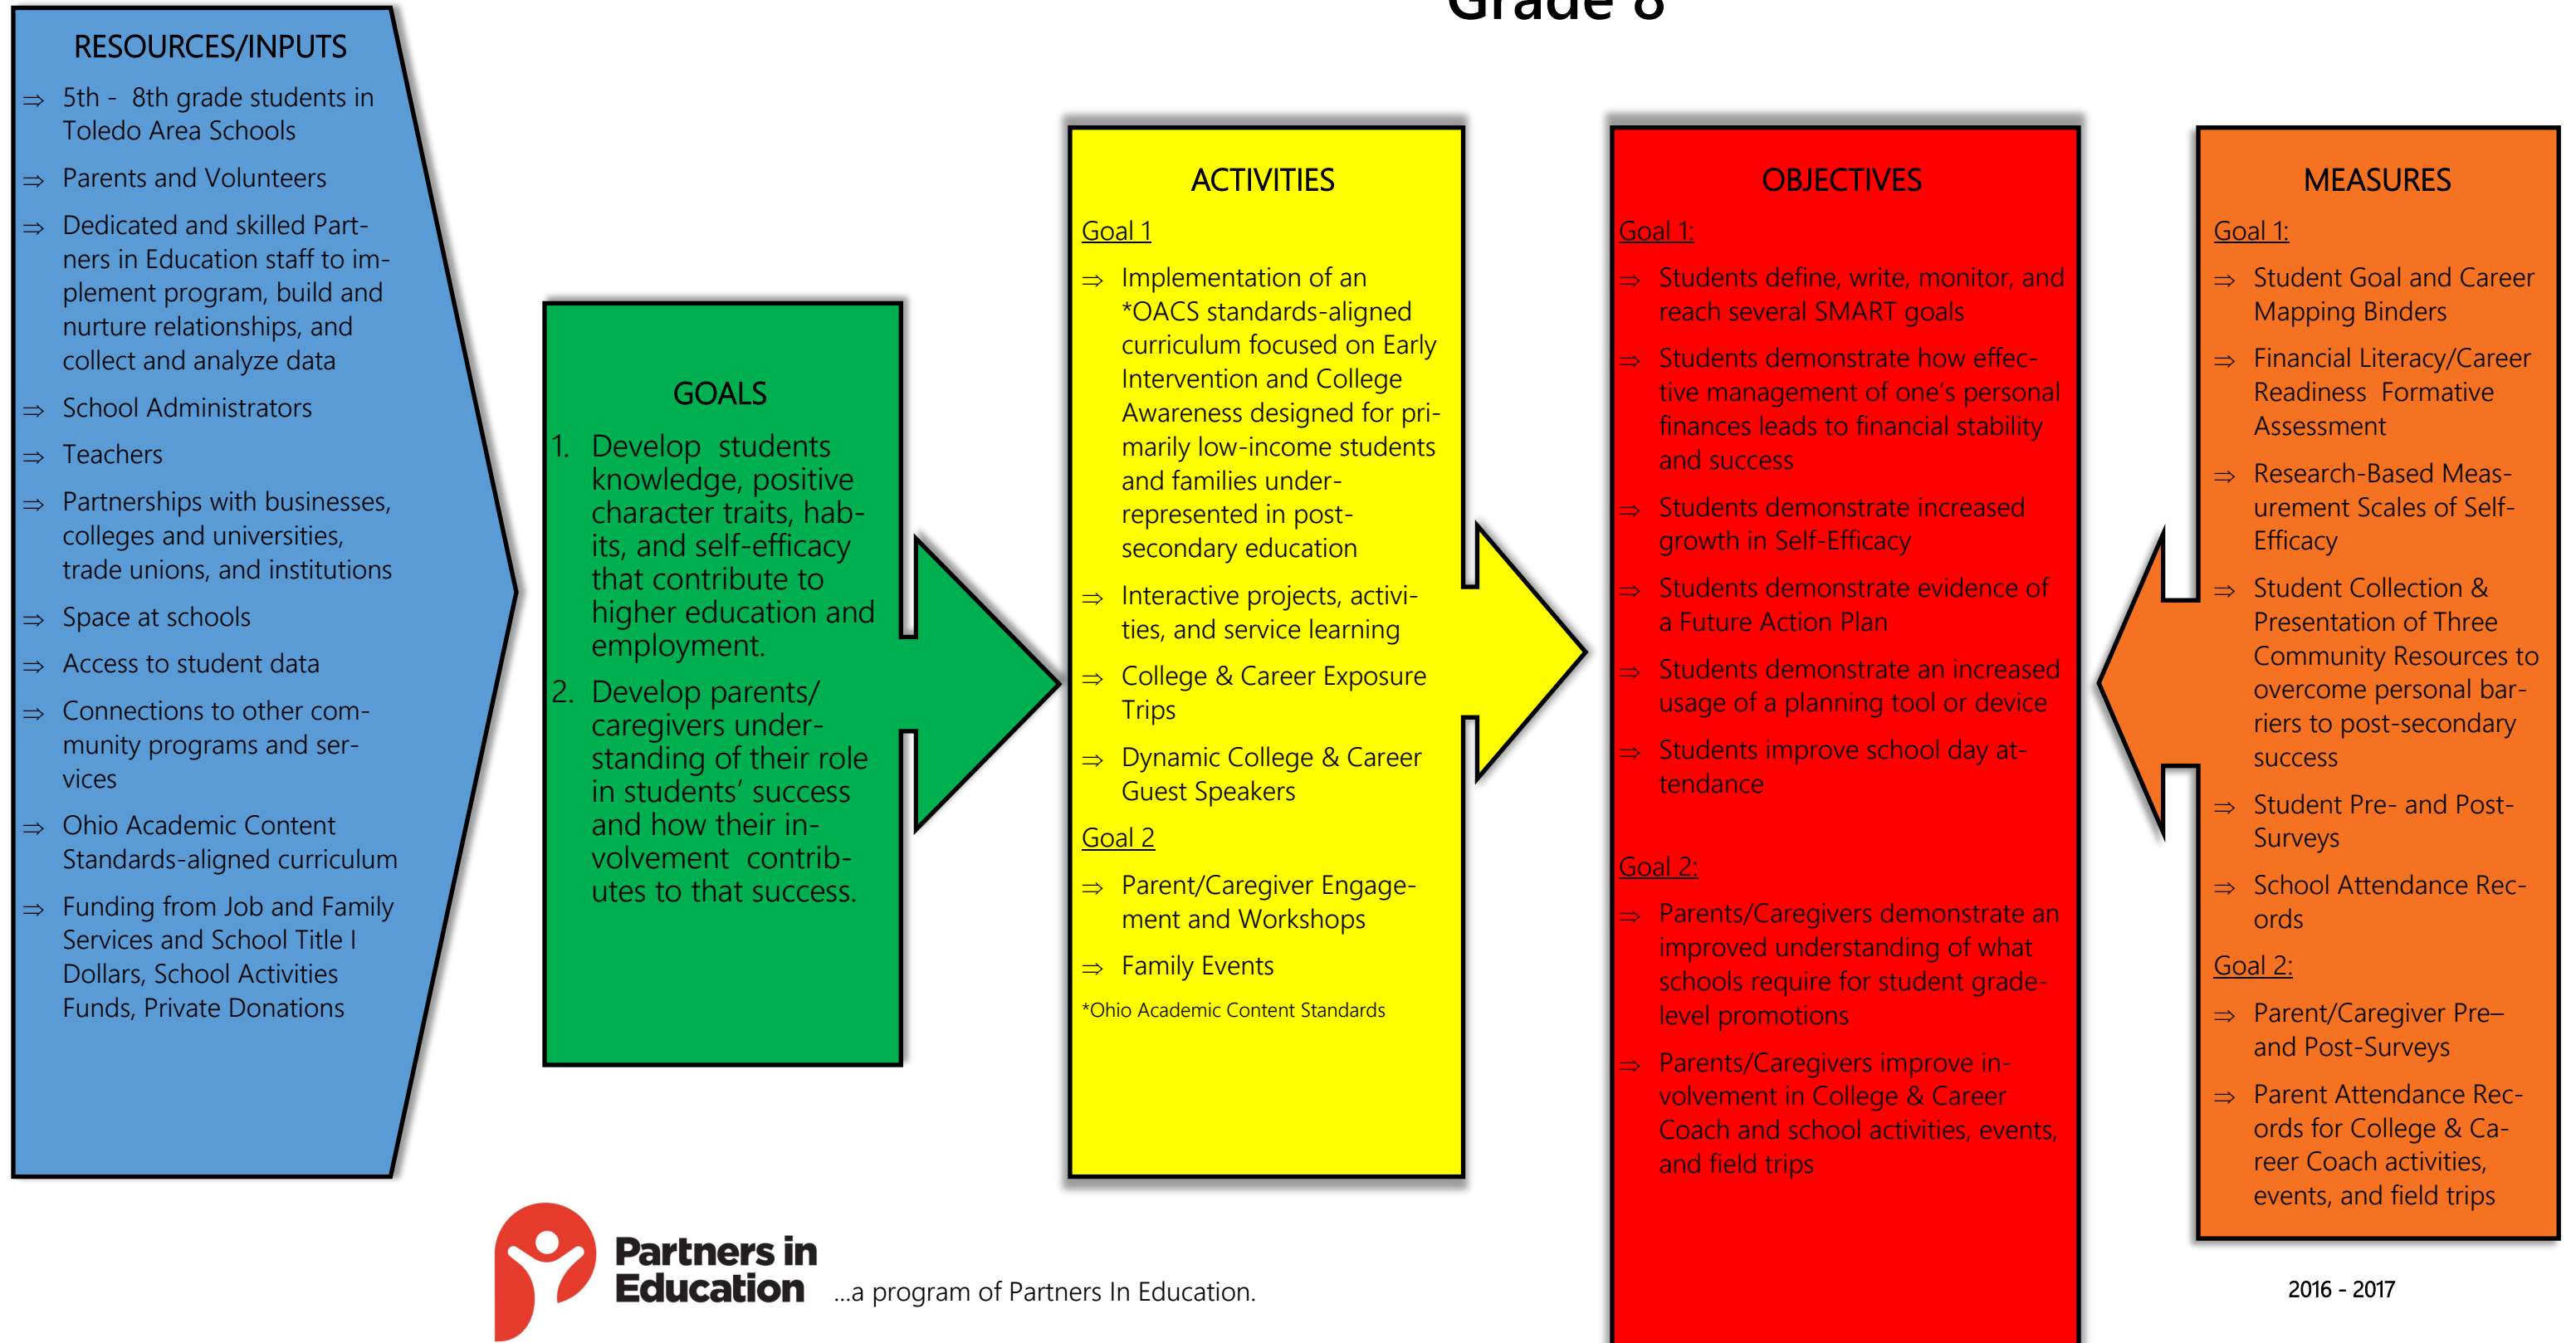 Grade 8
RESOURCES/INPUTS
⇒ 5th - 8th grade students in
Toledo Area Schools
⇒ Parents and Volunteers
⇒ Dedicated and skilled Part-
ners in Education staff to im-
plement program, build and
nurture relationships, and
collect and analyze data
⇒ School Administrators
⇒ Teachers
⇒ Partnerships with businesses,
colleges and universities,
trade unions, and institutions
⇒ Space at schools
⇒ Access to student data
⇒ Connections to other com-
munity programs and ser-
vices
⇒ Ohio Academic Content
Standards-aligned curriculum
⇒ Funding from Job and Family
Services and School Title I
Dollars, School Activities
Funds, Private Donations
GOALS
1. Develop students
knowledge, positive
character traits, hab-
its, and self-efficacy
that contribute to
higher education and
employment.
2. Develop parents/
caregivers under-
standing of their role
in students’ success
and how their in-
volvement contrib-
utes to that success.
ACTIVITIES
Goal 1
⇒ Implementation of an
*OACS standards-aligned
curriculum focused on Early
Intervention and College
Awareness designed for pri-
marily low-income students
and families under-
represented in post-
secondary education
⇒ Interactive projects, activi-
ties, and service learning
⇒ College & Career Exposure
Trips
⇒ Dynamic College & Career
Guest Speakers
Goal 2
⇒ Parent/Caregiver Engage-
ment and Workshops
⇒ Family Events
*Ohio Academic Content Standards
OBJECTIVES
Goal 1:
⇒ Students define, write, monitor, and
reach several SMART goals
⇒ Students demonstrate how effec-
tive management of one’s personal
finances leads to financial stability
and success
⇒ Students demonstrate increased
growth in Self-Efficacy
⇒ Students demonstrate evidence of
a Future Action Plan
⇒ Students demonstrate an increased
usage of a planning tool or device
⇒ Students improve school day at-
tendance
Goal 2:
⇒ Parents/Caregivers demonstrate an
improved understanding of what
schools require for student grade-
level promotions
⇒ Parents/Caregivers improve in-
volvement in College & Career
Coach and school activities, events,
and field trips
MEASURES
Goal 1:
⇒ Student Goal and Career
Mapping Binders
⇒ Financial Literacy/Career
Readiness Formative
Assessment
⇒ Research-Based Meas-
urement Scales of Self-
Efficacy
⇒ Student Collection &
Presentation of Three
Community Resources to
overcome personal bar-
riers to post-secondary
success
⇒ Student Pre- and Post-
Surveys
⇒ School Attendance Rec-
ords
Goal 2:
⇒ Parent/Caregiver Pre–
and Post-Surveys
⇒ Parent Attendance Rec-
ords for College & Ca-
reer Coach activities,
events, and field trips
Partners in
Education
...a program of Partners In Education.
2016 - 2017